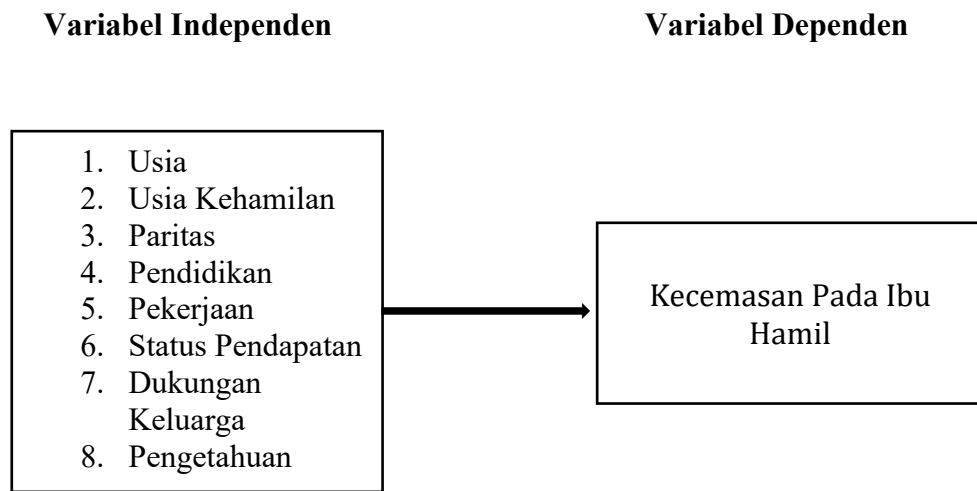 Variabel Independen
Variabel Dependen
1. Usia
2. Usia Kehamilan
3. Paritas
4. Pendidikan
5. Pekerjaan
6. Status Pendapatan
7. Dukungan
Keluarga
8. Pengetahuan
Kecemasan Pada Ibu
Hamil